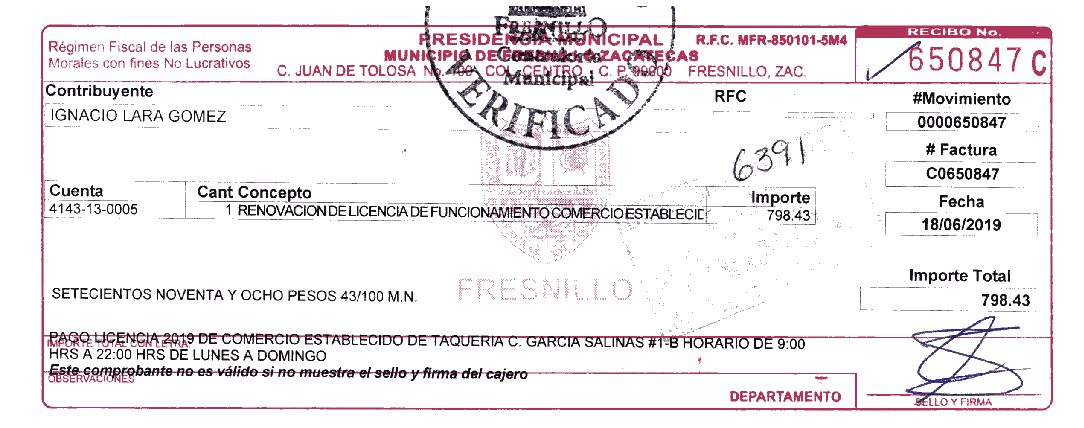 FRESNILLO
Municipal
VERIFICADO
Régimen Fiscal de las Personas
Morales con fines No Lucrativos
PRESIDENCIA MUNICIPAL
MUNICIPIO DE FRESNILLO ZACATECAS
C. JUAN DE TOLOSA No. 100 COL. CENTRO C. P. 99000 FRESNILLO, ZAC.
R.F.C. MFR-850101-5M4
RECIBO No.
650847 C
Contribuyente
IGNACIO LARA GOMEZ
RFC
#Movimiento
0000650847
6391
# Factura
C0650847
Cuenta
Cant Concepto
Importe
4143-13-0005
1 RENOVACION DE LICENCIA DE FUNCIONAMIENTO COMERCIO ESTABLECID
798.43
Fecha
18/06/2019
FRESNILLO
Importe Total
798.43
SETECIENTOS NOVENTA Y OCHO PESOS 43/100 M.N.
PAGO LICENCIA 2019 DE COMERCIO ESTABLECIDO DE TAQUERIA C. GARCIA SALINAS #1-B HORARIO DE 9:00
IMPORTE TOTAL CON LETRA
HRS A 22:00 HRS DE LUNES A DOMINGO
Este comprobante no es válido si no muestra el sello y firma del cajero
OBSERVACIONES
DEPARTAMENTO
SELLO Y FIRMA